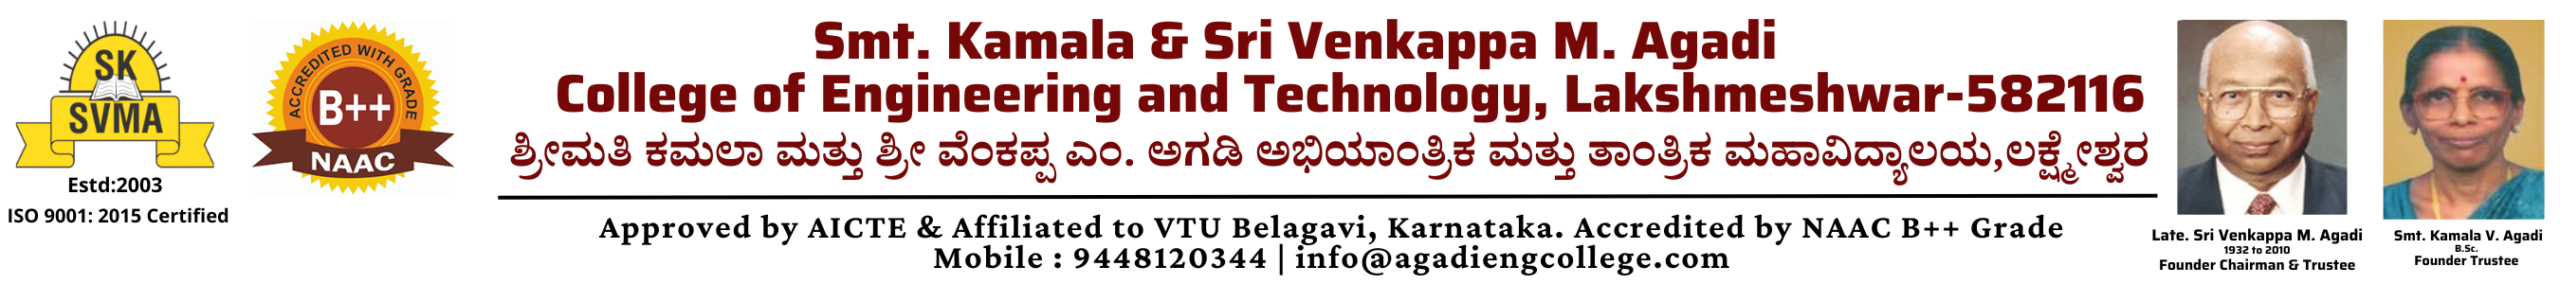 SK
SVMA
Estd:2003
ISO 9001: 2015 Certified
ACCREDITED WITH GRADE
B++
NAAC
Smt. Kamala & Sri Venkappa M. Agadi
College of Engineering and Technology, Lakshmeshwar-582116
ಶ್ರೀಮತಿ ಕಮಲಾ ಮತ್ತು ಶ್ರೀ ವೆಂಕಪ್ಪ ಎಂ. ಅಗಡಿ ಅಭಿಯಾಂತ್ರಿಕ ಮತ್ತು ತಾಂತ್ರಿಕ ಮಹಾವಿದ್ಯಾಲಯ,ಲಕ್ಷ್ಮೇಶ್ವರ
Approved by AICTE & Affiliated to VTU Belagavi, Karnataka. Accredited by NAAC B++ Grade
Mobile : 9448120344 | info@agadiengcollege.com
Late. Sri Venkappa M. Agadi
1932 to 2010
Founder Chairman & Trustee
Smt. Kamala V. Agadi
B.Sc.
Founder Trustee